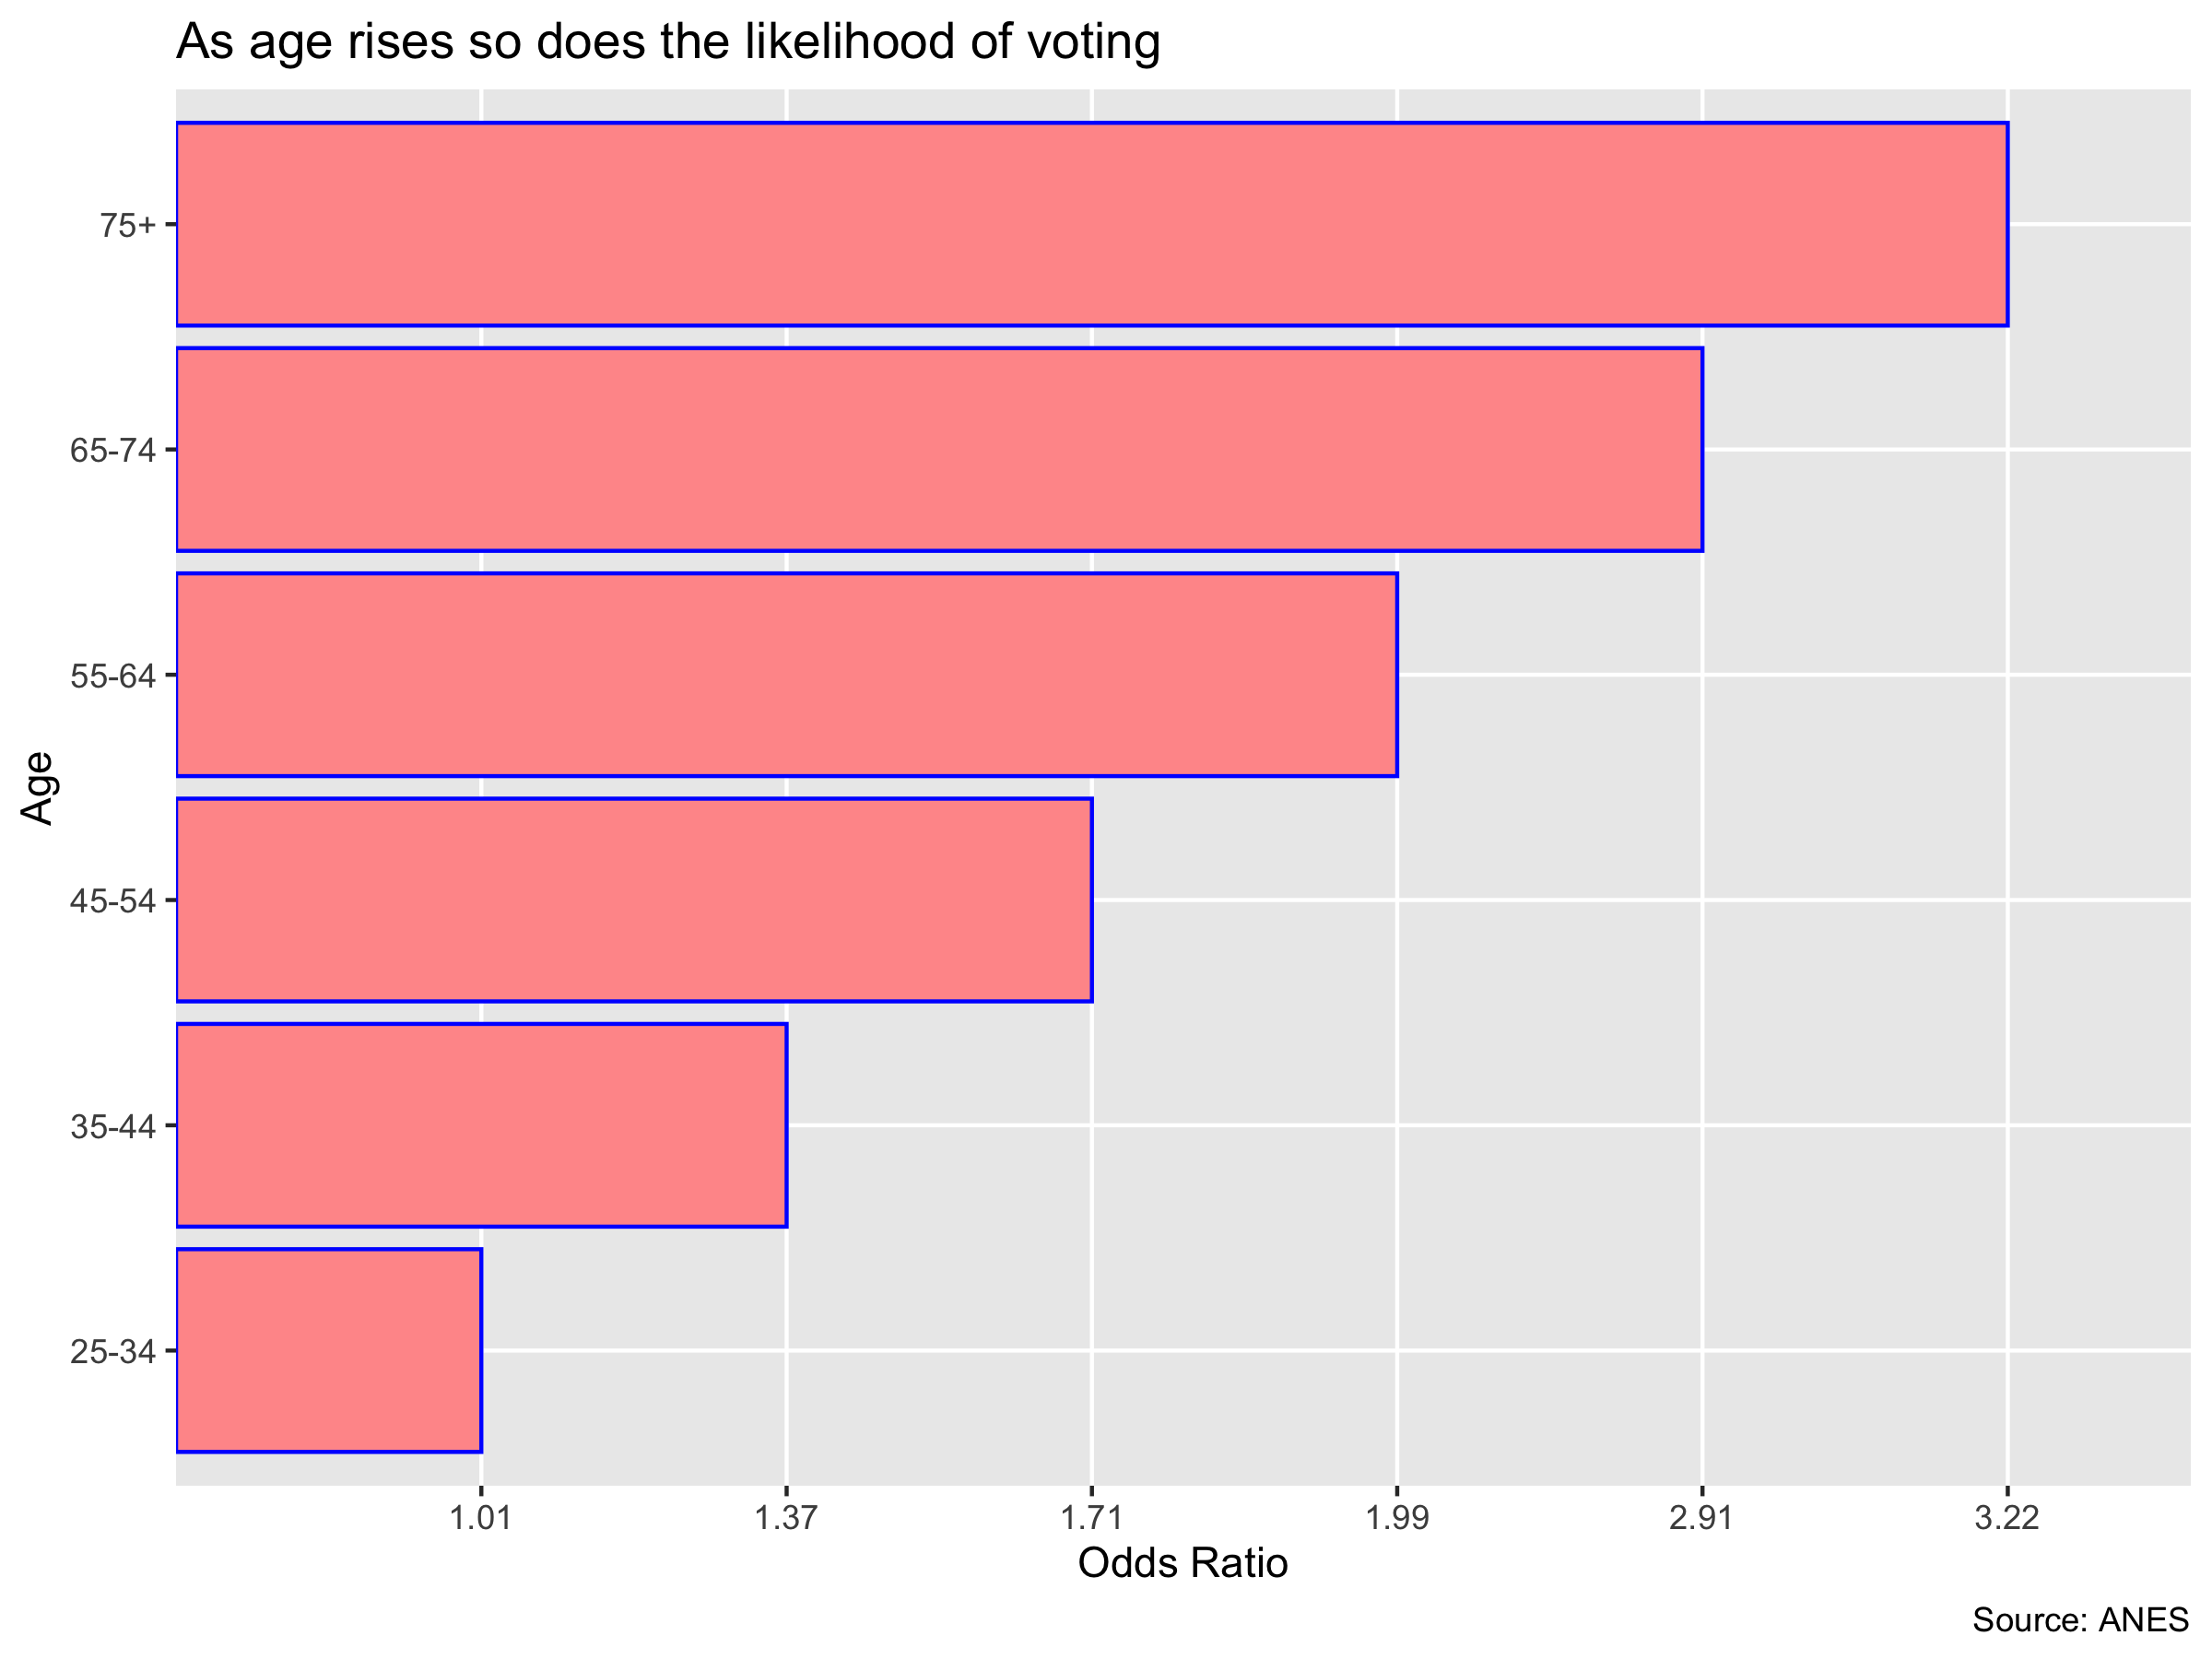 As age rises so does the likelihood of voting
75+
65-74
55-64
45-54
35-44
25-34
Age
1.01 1.37 1.71 1.99 2.91 3.22
Odds Ratio
Source: ANES